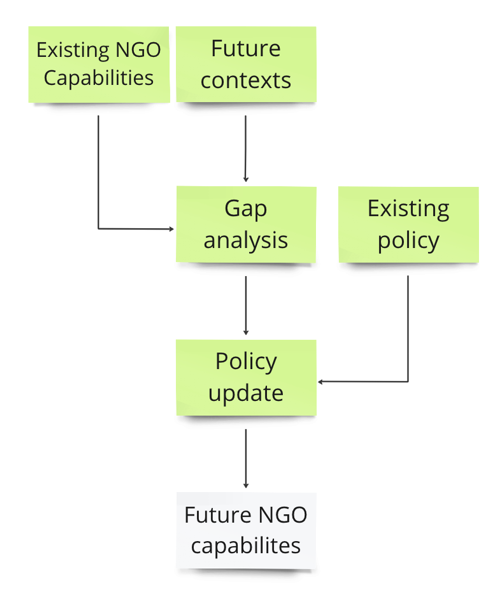 Existing NGO
Capabilities
Future
contexts
Gap
analysis
Existing
policy
Policy
update
Future NGO
capabilites